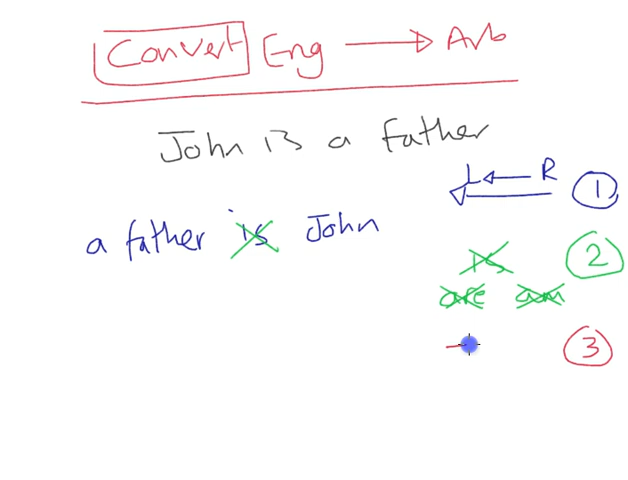 Convert Eng → Arb
John is a father
L ← R 1
a father is John
is 2
are am
3